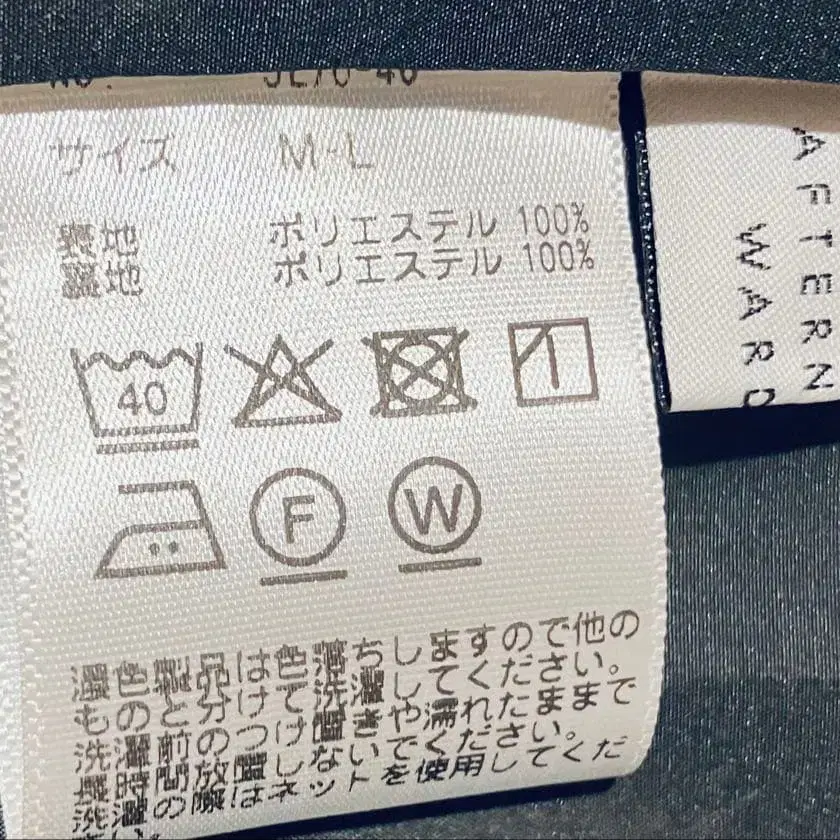 サイズ M-L
表地 ポリエステル 100%
裏地 ポリエステル 100%
40
F
W
濃色製品は色落ちしますので他の
ものと分けて洗濯してください。
洗濯前のつけ置きや濡れたままで
長時間放置しないでください。
洗濯の際はネットを使用してくだ
さい。
AFTERN
WARD